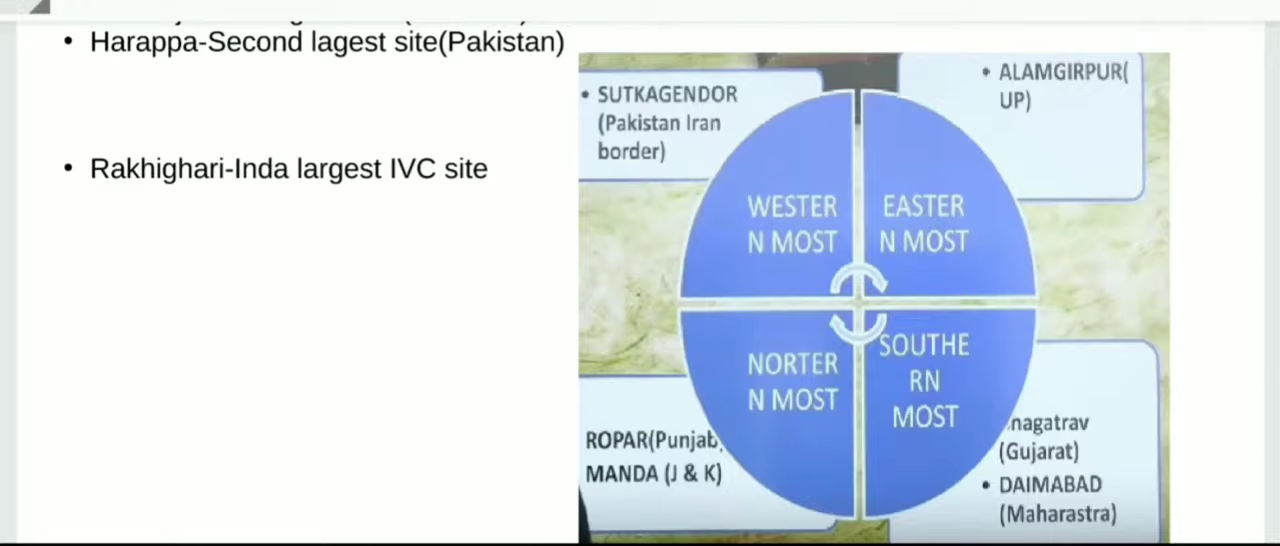 • Harappa-Second lagest site(Pakistan)
• Rakhighari-Inda largest IVC site
• SUTKAGENDOR
(Pakistan Iran
border)
• ALAMGIRPUR(
UP)
WESTER
N MOST
EASTER
N MOST
NORTER
N MOST
SOUTHE
RN
MOST
ROPAR(Punjab,
MANDA (J & K)
nagatrav
(Gujarat)
• DAIMABAD
(Maharastra)